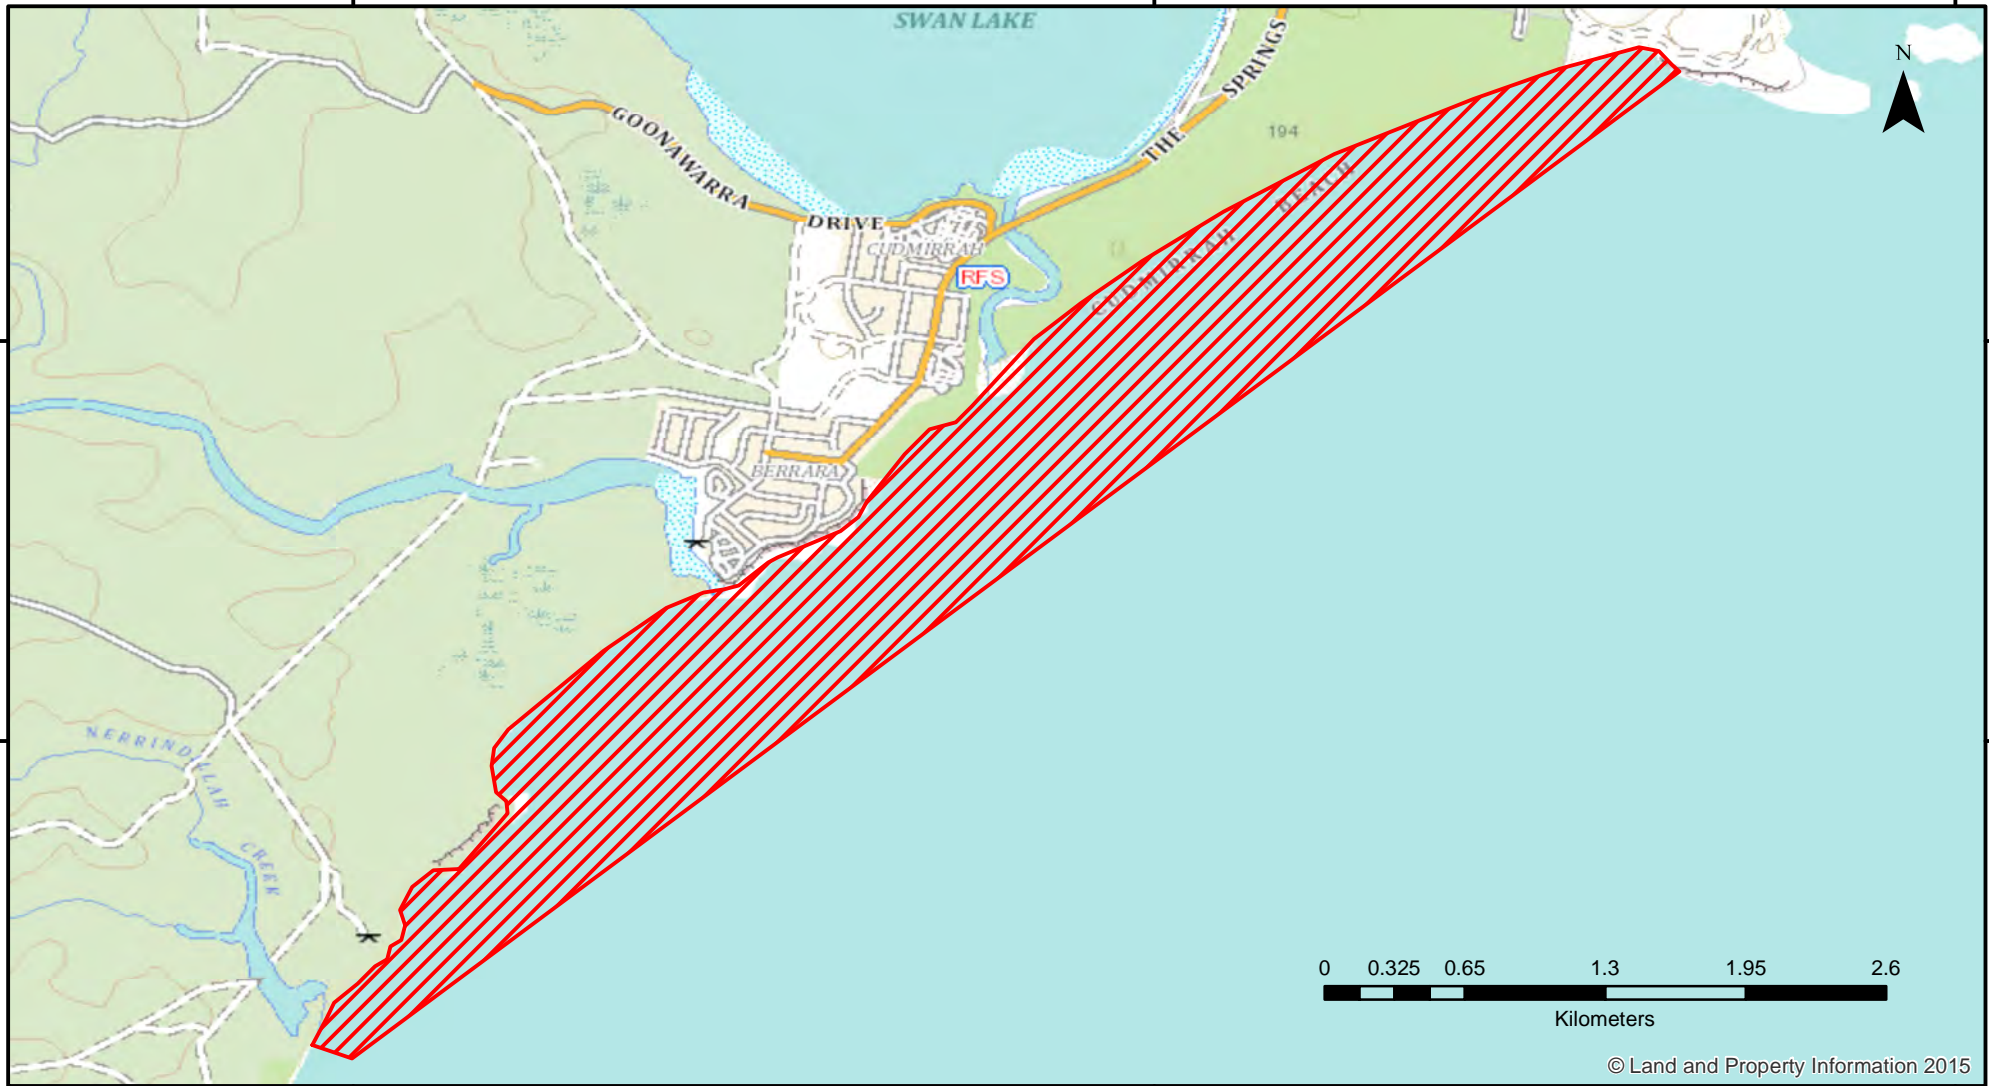 SWAN LAKE
N
THE SPRINGS
194
GOONAWARRA DRIVE
CUDMIRRAH BEACH
CUDMIRRAH
RFS
BERRARA
NERRINDILLAH CREEK
0 0.325 0.65 1.3 1.95 2.6
Kilometers
© Land and Property Information 2015